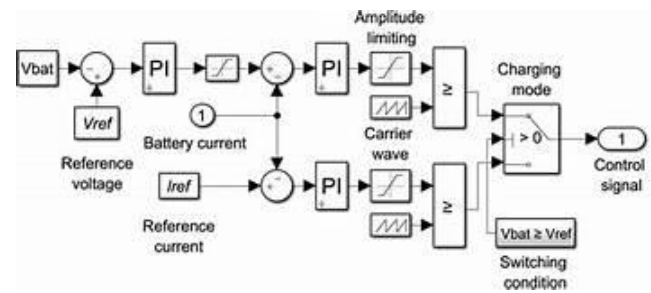 Amplitude
limiting
Vbat
PI
PI
≥
Charging
mode
Vref
1
Battery current
Carrier
wave
> 0
1
Reference
voltage
Control
signal
Iref
PI
≥
Reference
current
Vbat ≥ Vref
Switching
condition